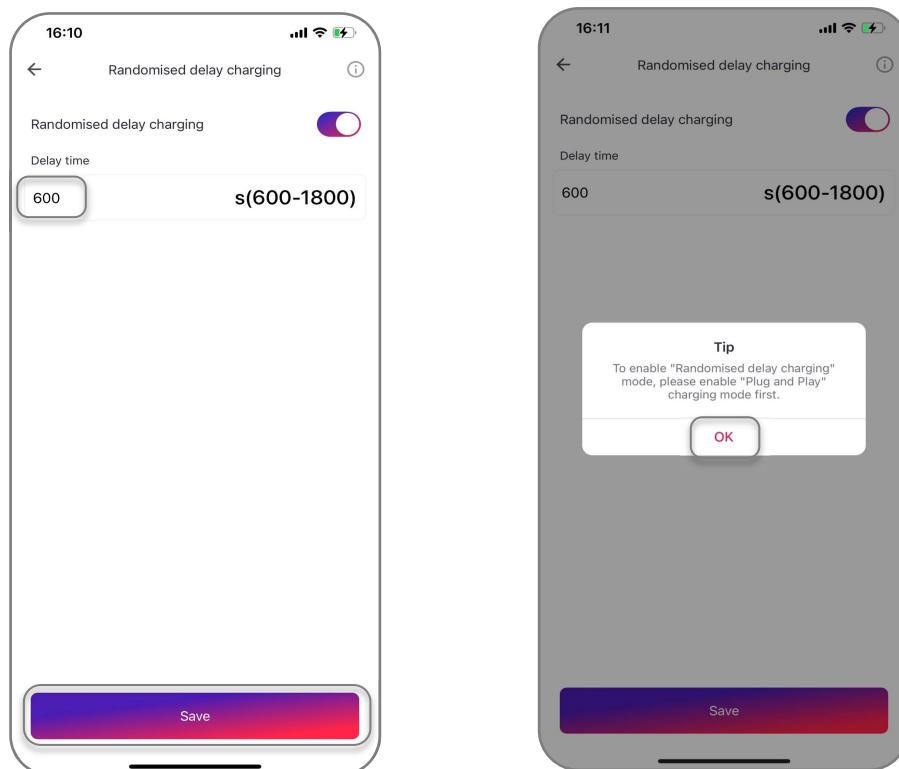 16:10
Randomised delay charging
Randomised delay charging
Delay time
600 s(600-1800)
Save
16:11
Randomised delay charging
Randomised delay charging
Delay time
600 s(600-1800)
Tip
To enable "Randomised delay charging"
mode, please enable "Plug and Play"
charging mode first.
OK
Save